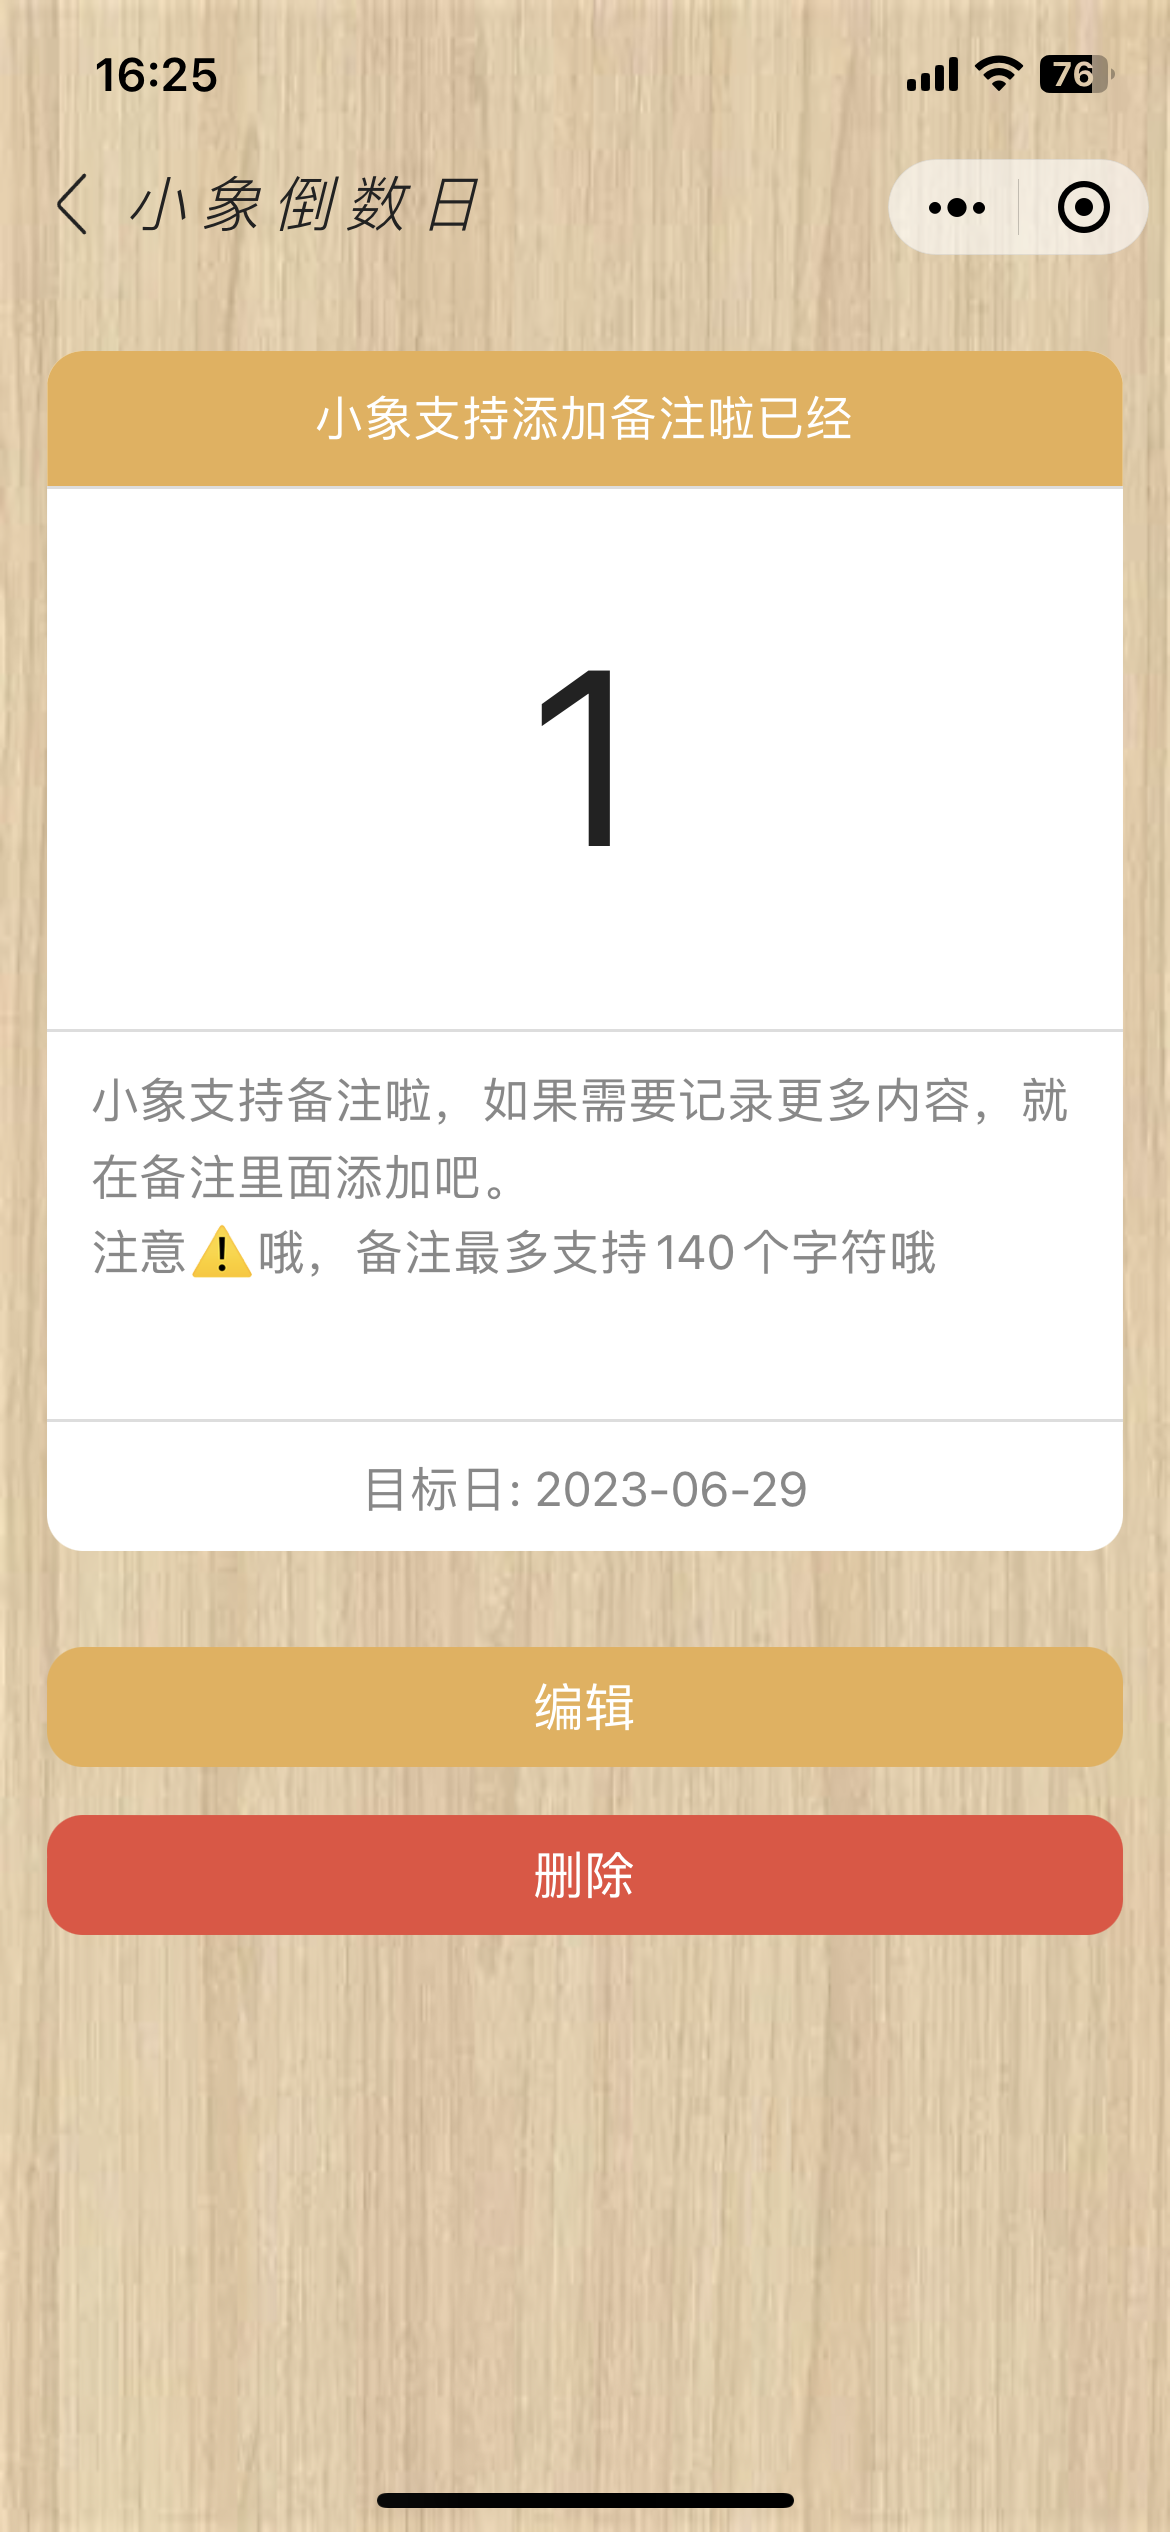 16:25
76
小象倒数日
小象支持添加备注啦已经
1
小象支持备注啦，如果需要记录更多内容，就
在备注里面添加吧。
注意⚠️哦，备注最多支持140个字符哦
目标日: 2023-06-29
编辑
删除